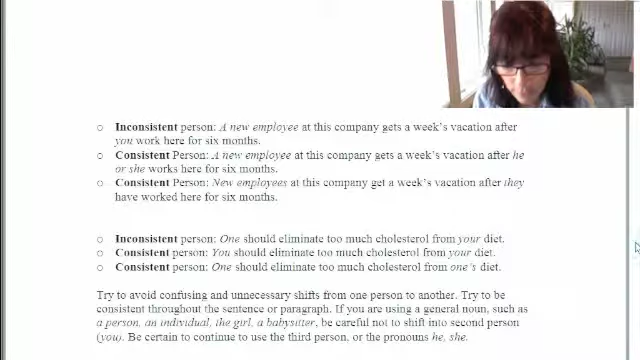 o Inconsistent person: A new employee at this company gets a week's vacation after
you work here for six months.
o Consistent Person: A new employee at this company gets a week's vacation after he
or she works here for six months.
o Consistent Person: New employees at this company get a week's vacation after they
have worked here for six months.
o Inconsistent person: One should eliminate too much cholesterol from your diet.
o Consistent person: You should eliminate too much cholesterol from your diet.
o Consistent person: One should eliminate too much cholesterol from one's diet.
Try to avoid confusing and unnecessary shifts from one person to another. Try to be
consistent throughout the sentence or paragraph. If you are using a general noun, such as
a person, an individual, the girl, a babysitter, be careful not to shift into second person
(you). Be certain to continue to use the third person, or the pronouns he, she.